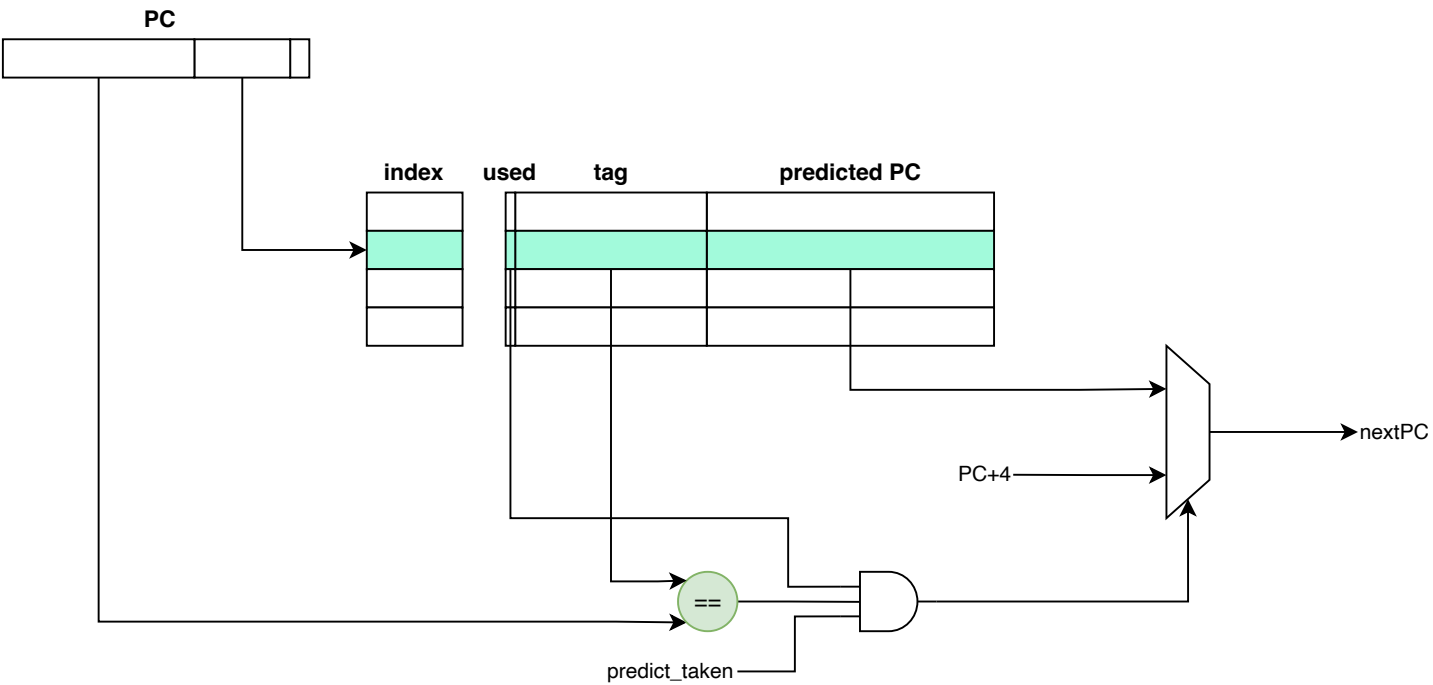 PC
index used tag predicted PC
nextPC
PC+4
==
predict_taken